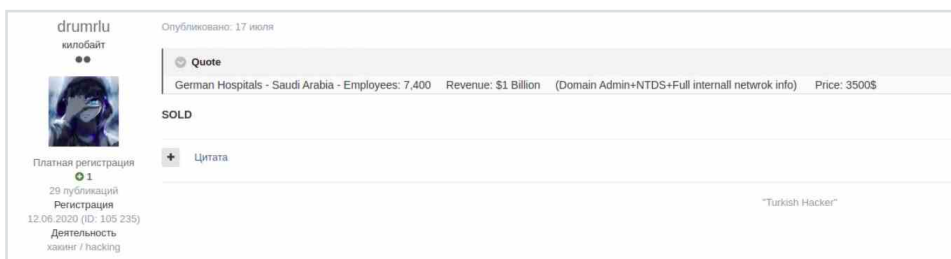 drumrlu
килобайт
Платная регистрация
1
29 публикаций
Регистрация
12.06.2020 (ID: 105 235)
Деятельность
хакинг / hacking
Опубликовано: 17 июля
Quote
German Hospitals - Saudi Arabia - Employees: 7,400 Revenue: $1 Billion (Domain Admin+NTDS+Full internall netwrok info) Price: 3500$
SOLD
+ Цитата
"Turkish Hacker"